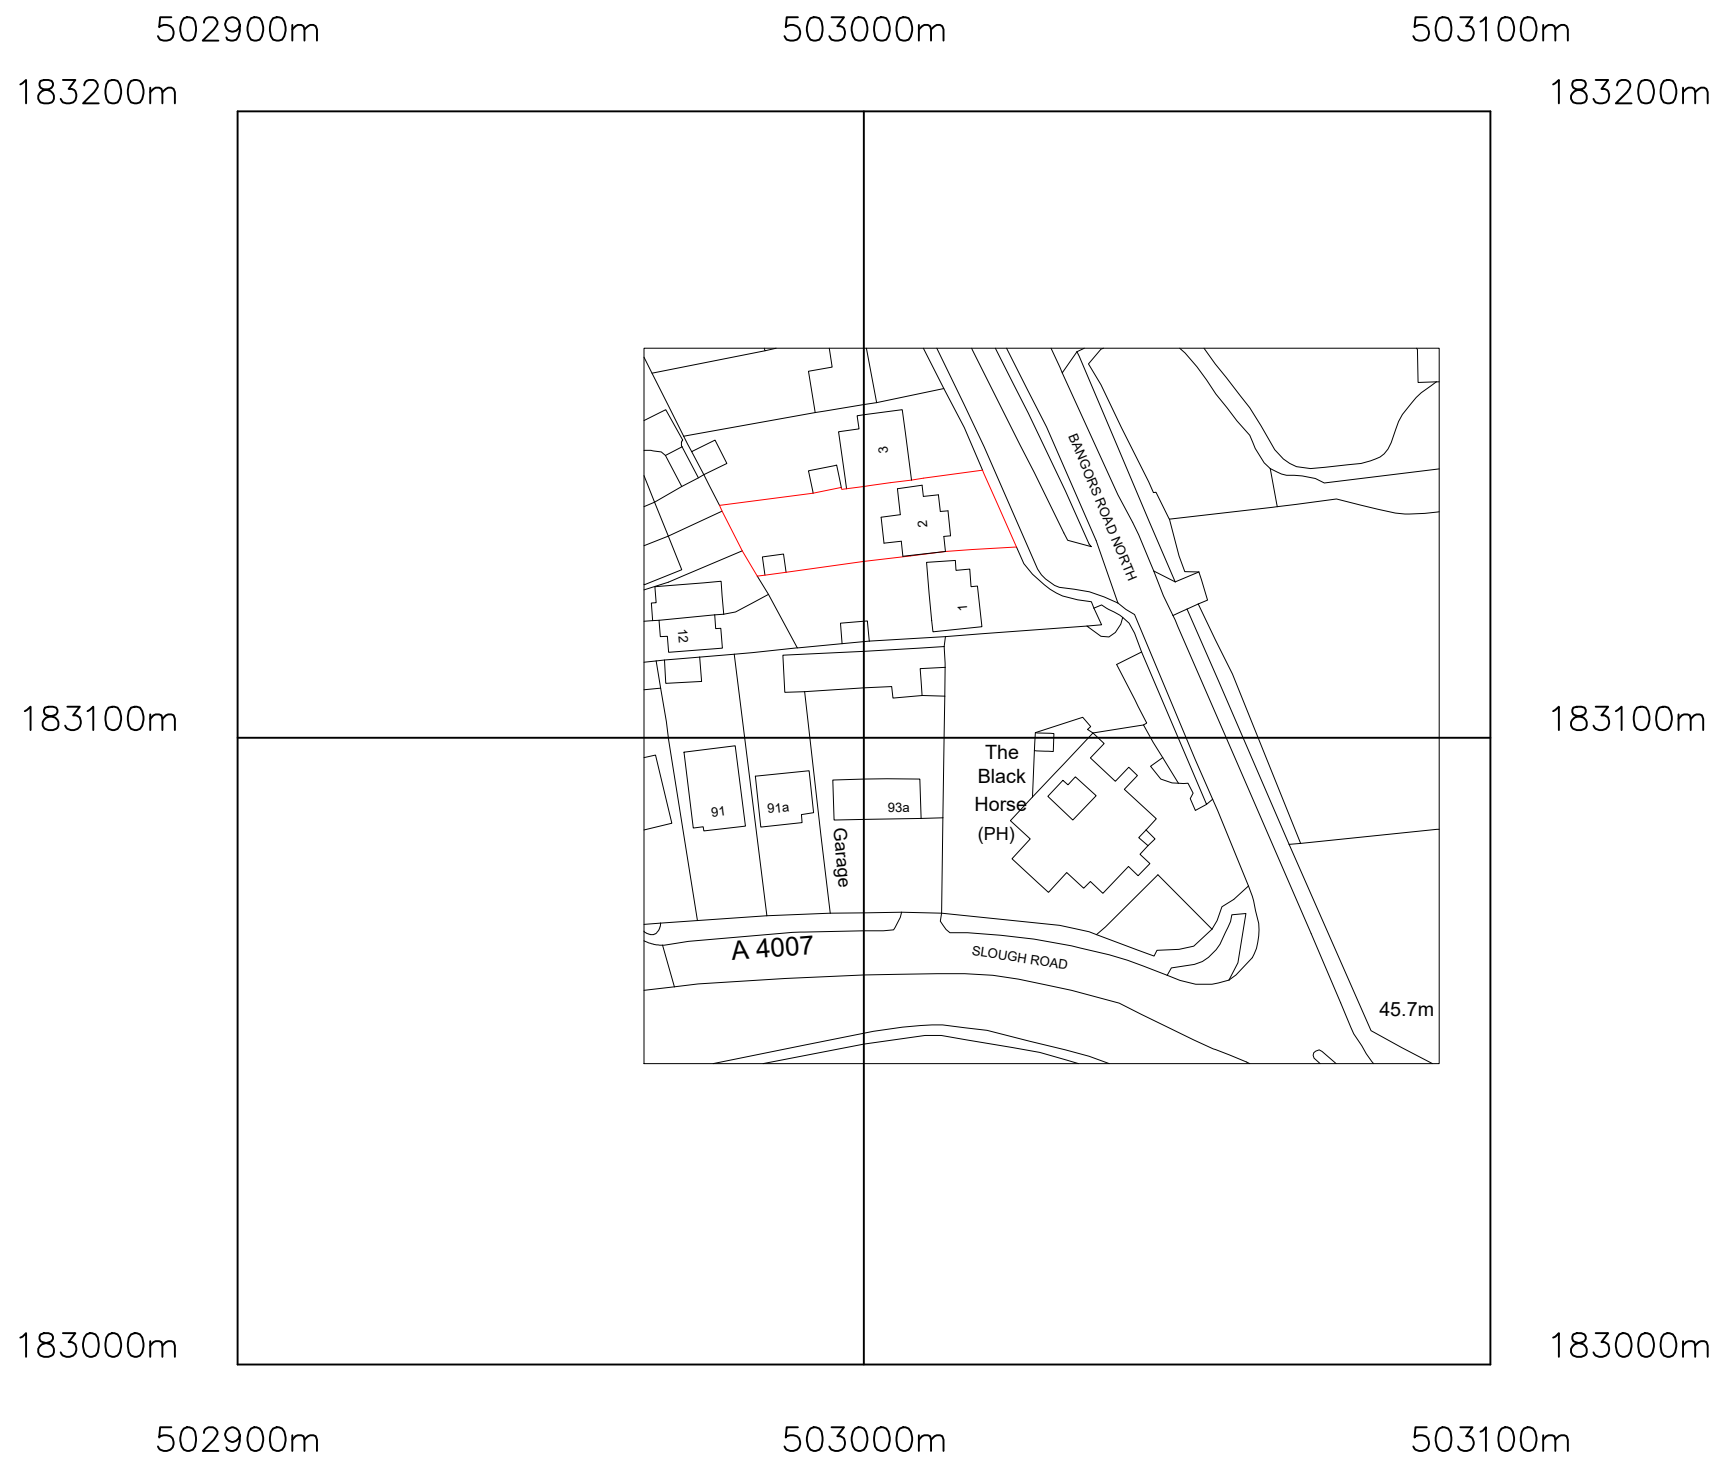 502900m 503000m 503100m
183200m 183200m
3
BANGORS ROAD NORTH
2
1
12
183100m 183100m
The
Black
Horse
(PH)
91
91a
93a
Garage
A 4007
SLOUGH ROAD
45.7m
183000m 183000m
502900m 503000m 503100m